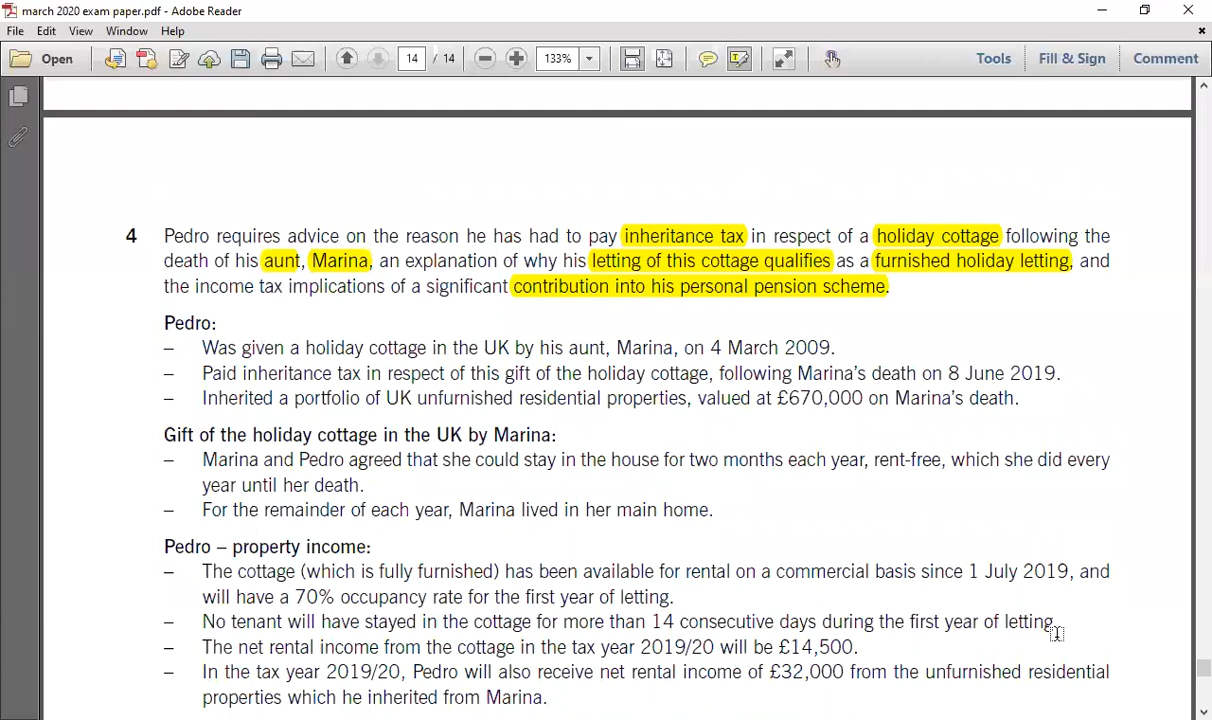 march 2020 exam paper.pdf - Adobe Reader
File Edit View Window Help
Open 14 / 14 133% Tools Fill & Sign Comment
4 Pedro requires advice on the reason he has had to pay inheritance tax in respect of a holiday cottage following the
death of his aunt, Marina, an explanation of why his letting of this cottage qualifies as a furnished holiday letting, and
the income tax implications of a significant contribution into his personal pension scheme.
Pedro:
– Was given a holiday cottage in the UK by his aunt, Marina, on 4 March 2009.
– Paid inheritance tax in respect of this gift of the holiday cottage, following Marina's death on 8 June 2019.
– Inherited a portfolio of UK unfurnished residential properties, valued at £670,000 on Marina's death.
Gift of the holiday cottage in the UK by Marina:
– Marina and Pedro agreed that she could stay in the house for two months each year, rent-free, which she did every
year until her death.
– For the remainder of each year, Marina lived in her main home.
Pedro – property income:
– The cottage (which is fully furnished) has been available for rental on a commercial basis since 1 July 2019, and
will have a 70% occupancy rate for the first year of letting.
– No tenant will have stayed in the cottage for more than 14 consecutive days during the first year of letting.
– The net rental income from the cottage in the tax year 2019/20 will be £14,500.
– In the tax year 2019/20, Pedro will also receive net rental income of £32,000 from the unfurnished residential
properties which he inherited from Marina.